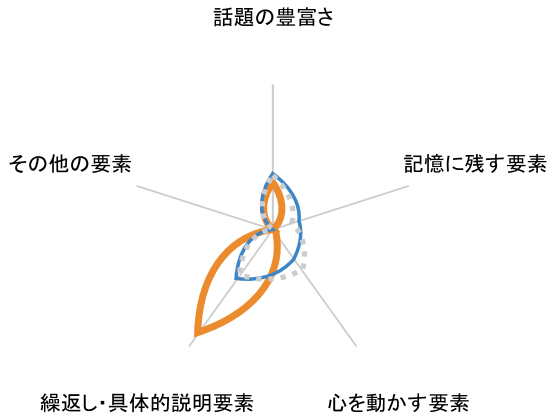 話題の豊富さ
その他の要素
記憶に残す要素
繰返し・具体的説明要素
心を動かす要素